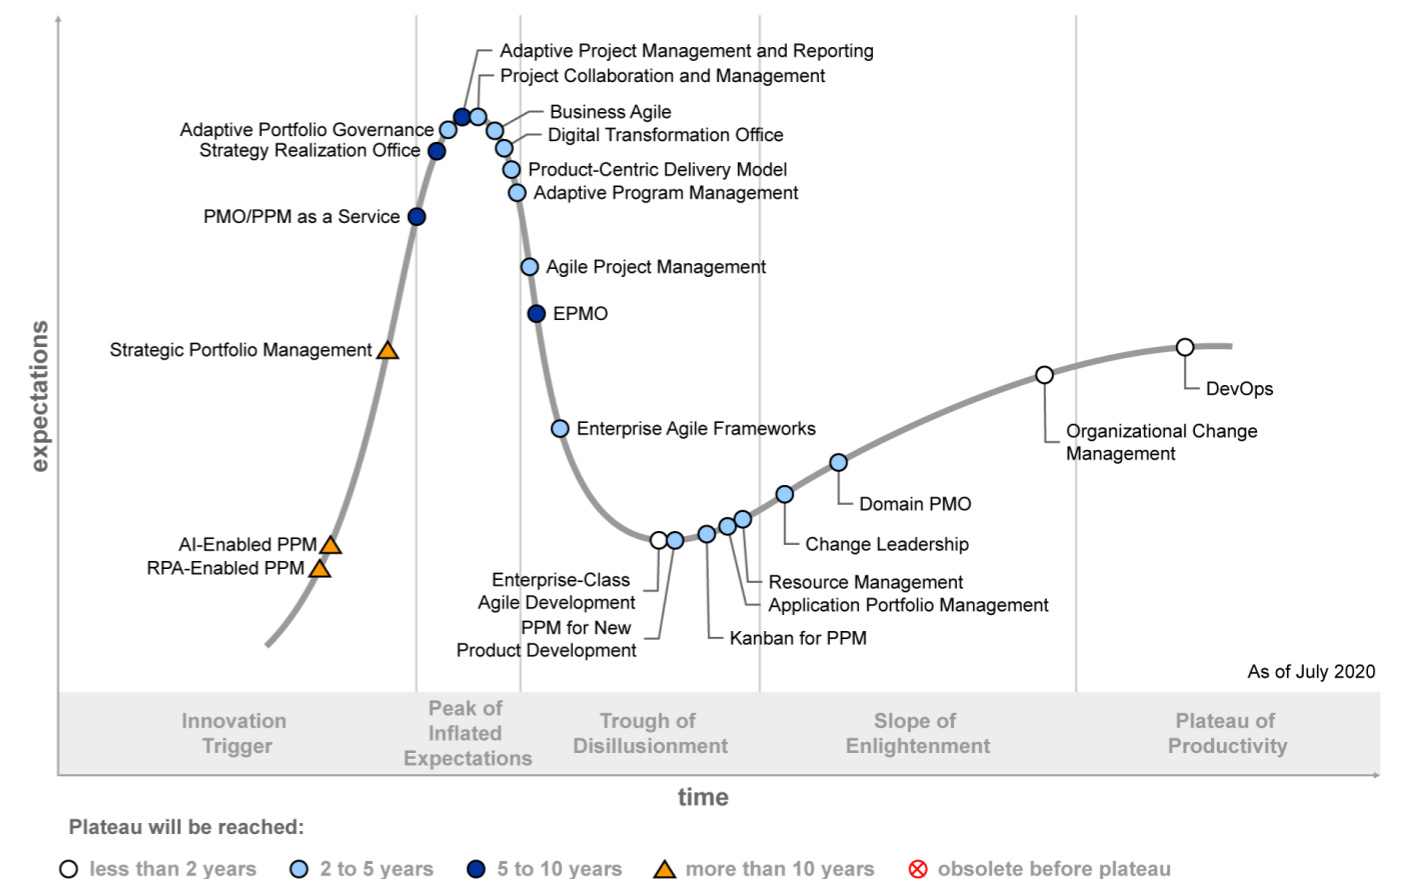 Adaptive Project Management and Reporting
Project Collaboration and Management
Business Agile
Adaptive Portfolio Governance
Digital Transformation Office
Strategy Realization Office
Product-Centric Delivery Model
Adaptive Program Management
PMO/PPM as a Service
Agile Project Management
EPMO
Strategic Portfolio Management
DevOps
Enterprise Agile Frameworks
Organizational Change
Management
Domain PMO
AI-Enabled PPM
Change Leadership
RPA-Enabled PPM
Enterprise-Class
Agile Development
Resource Management
Application Portfolio Management
PPM for New
Product Development
Kanban for PPM
As of July 2020
expectations
Innovation
Trigger
Peak of
Inflated
Expectations
Trough of
Disillusionment
Slope of
Enlightenment
Plateau of
Productivity
time
Plateau will be reached:
less than 2 years
2 to 5 years
5 to 10 years
more than 10 years
obsolete before plateau